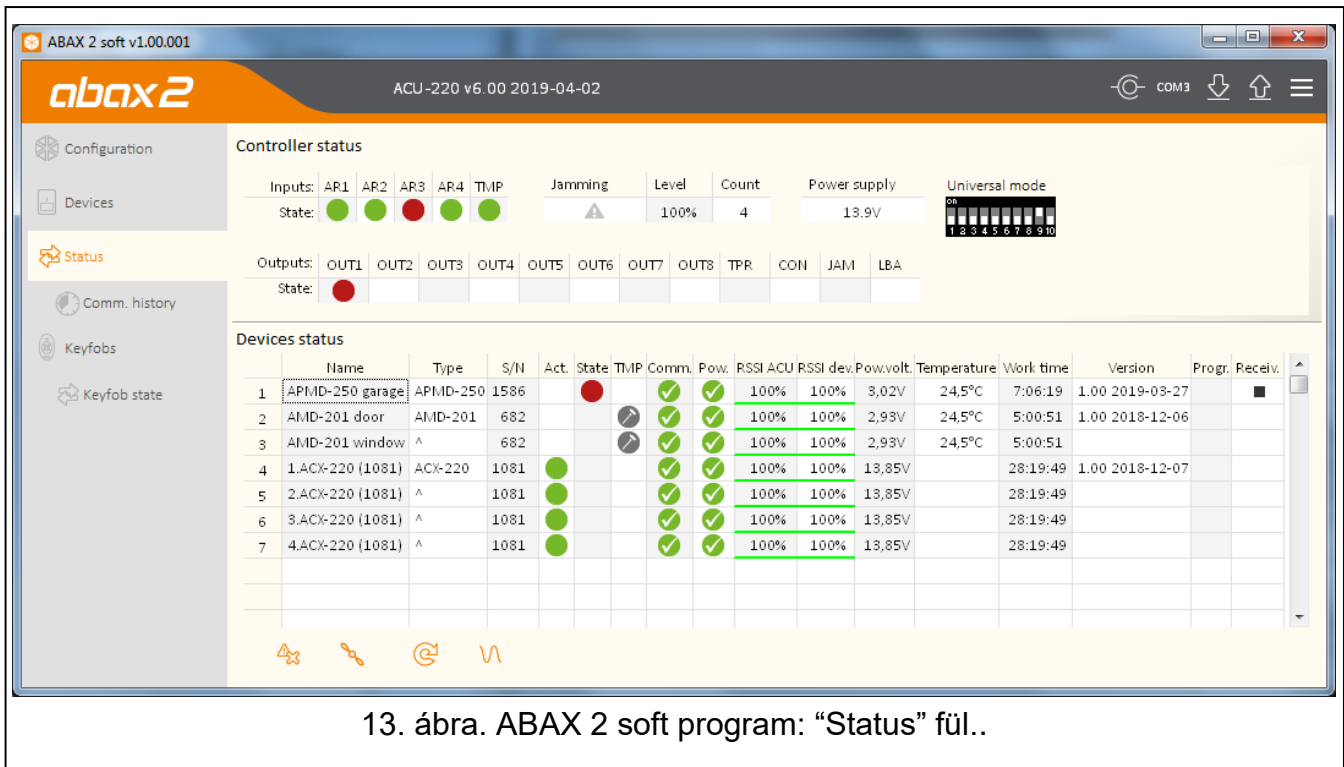 ABAX 2 soft v1.00.001
abax 2
ACU-220 v6.00 2019-04-02
COM3
Configuration
Devices
Status
Comm. history
Keyfobs
Keyfob state
Controller status
Inputs: AR1 AR2 AR3 AR4 TMP Jamming Level Count Power supply Universal mode
State: 100% 4 13.9V
on
1 2 3 4 5 6 7 8 9 10
Outputs: OUT1 OUT2 OUT3 OUT4 OUT5 OUT6 OUT7 OUT8 TPR CON JAM LBA
State:
Devices status
Name Type S/N Act. State TMP Comm. Pow. RSSI ACU RSSI dev. Pow.volt. Temperature Work time Version Progr. Receiv.
1 APMD-250 garage APMD-250 1586 100% 100% 3,02V 24,5°C 7:06:19 1.00 2019-03-27
2 AMD-201 door AMD-201 682 100% 100% 2,93V 24,5°C 5:00:51 1.00 2018-12-06
3 AMD-201 window ^ 682 100% 100% 2,93V 24,5°C 5:00:51
4 1.ACX-220 (1081) ACX-220 1081 100% 100% 13,85V 28:19:49 1.00 2018-12-07
5 2.ACX-220 (1081) ^ 1081 100% 100% 13,85V 28:19:49
6 3.ACX-220 (1081) ^ 1081 100% 100% 13,85V 28:19:49
7 4.ACX-220 (1081) ^ 1081 100% 100% 13,85V 28:19:49
13. ábra. ABAX 2 soft program: “Status” fül..